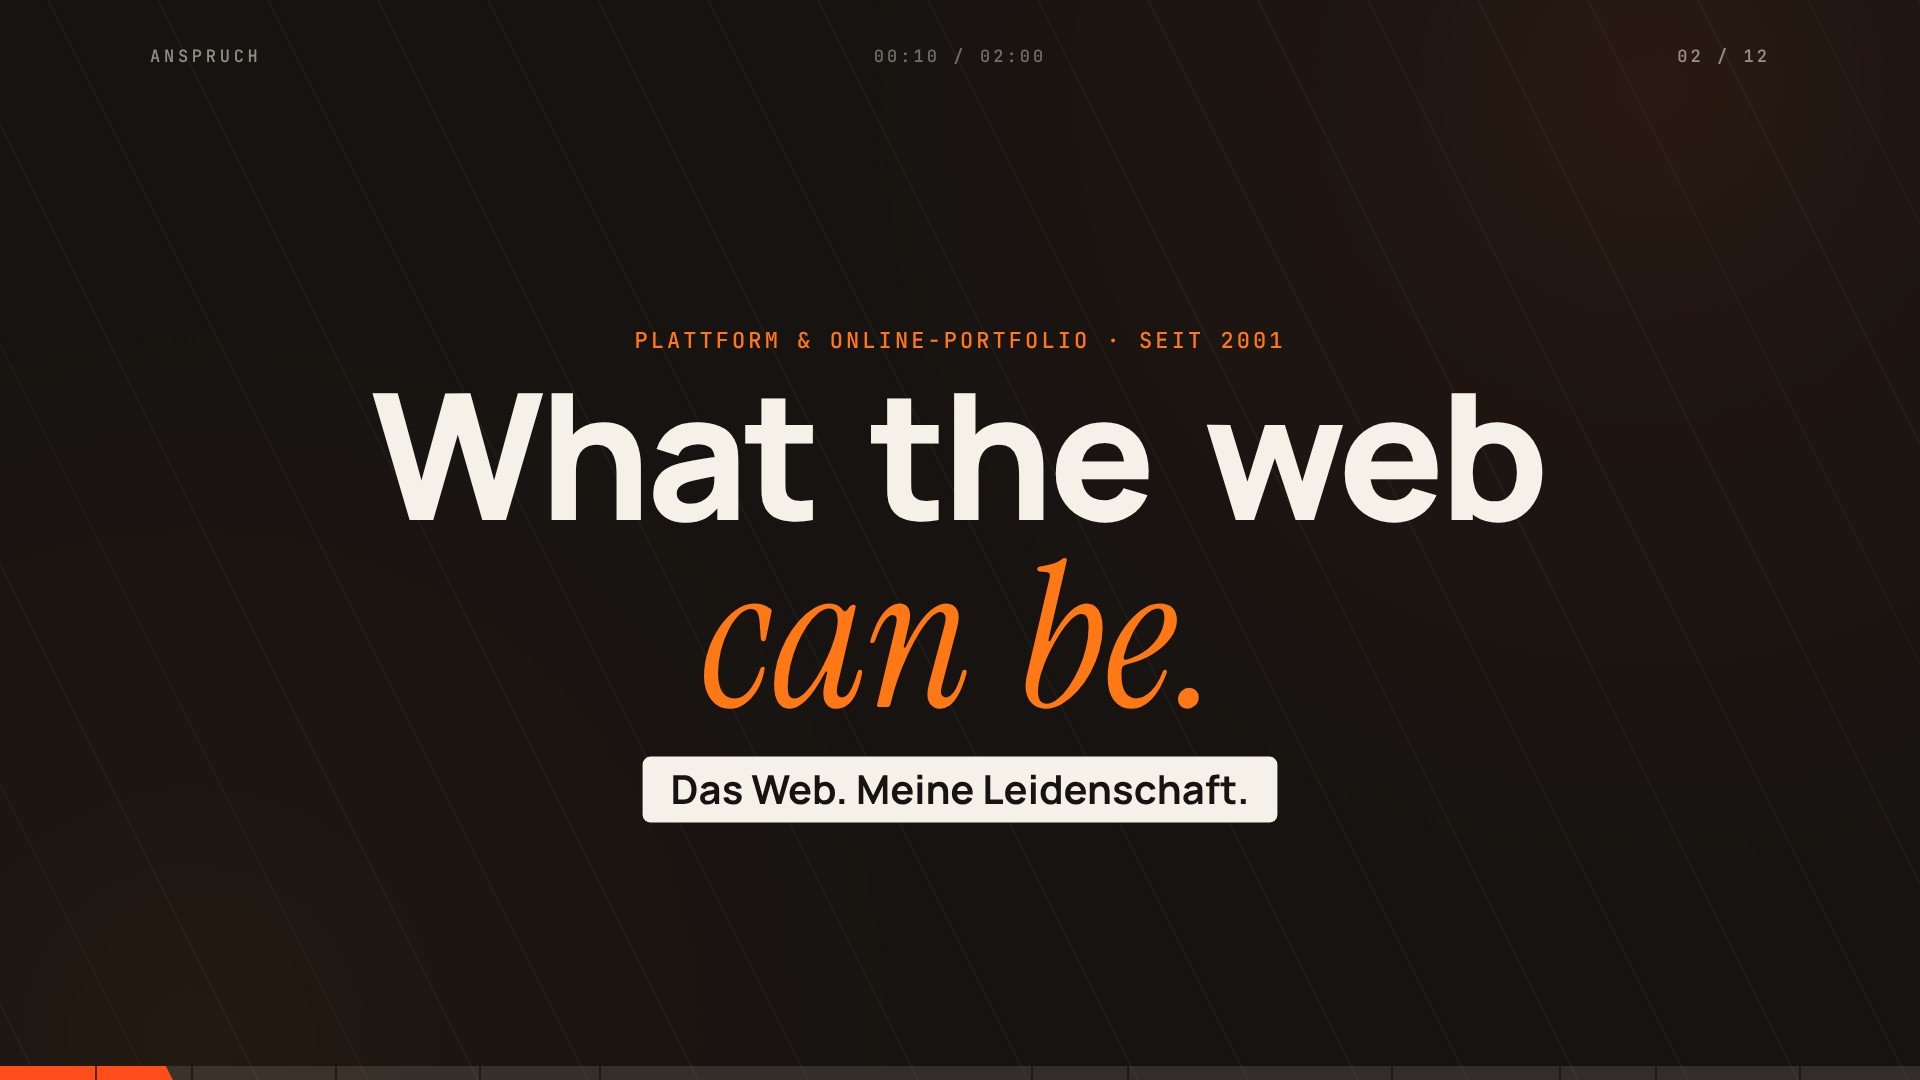 ANSPRUCH
00:10 / 02:00
02 / 12
PLATTFORM & ONLINE-PORTFOLIO · SEIT 2001
What the web
can be.
Das Web. Meine Leidenschaft.